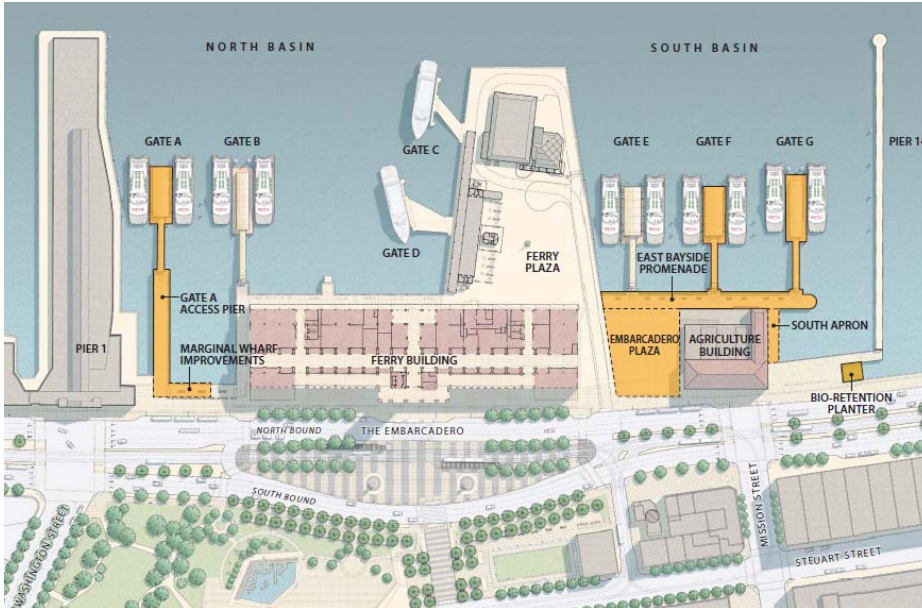 NORTH BASIN
SOUTH BASIN
GATE A
GATE B
GATE C
GATE D
GATE E
GATE F
GATE G
PIER 14
EAST BAYSIDE
PROMENADE
FERRY
PLAZA
GATE A
ACCESS PIER
SOUTH APRON
PIER 1
MARGINAL WHARF
IMPROVEMENTS
FERRY BUILDING
EMBARCADERO
PLAZA
AGRICULTURE
BUILDING
BIO-RETENTION
PLANTER
NORTH BOUND
THE EMBARCADERO
SOUTH BOUND
WASHINGTON STREET
MISSION STREET
STEUART STREET